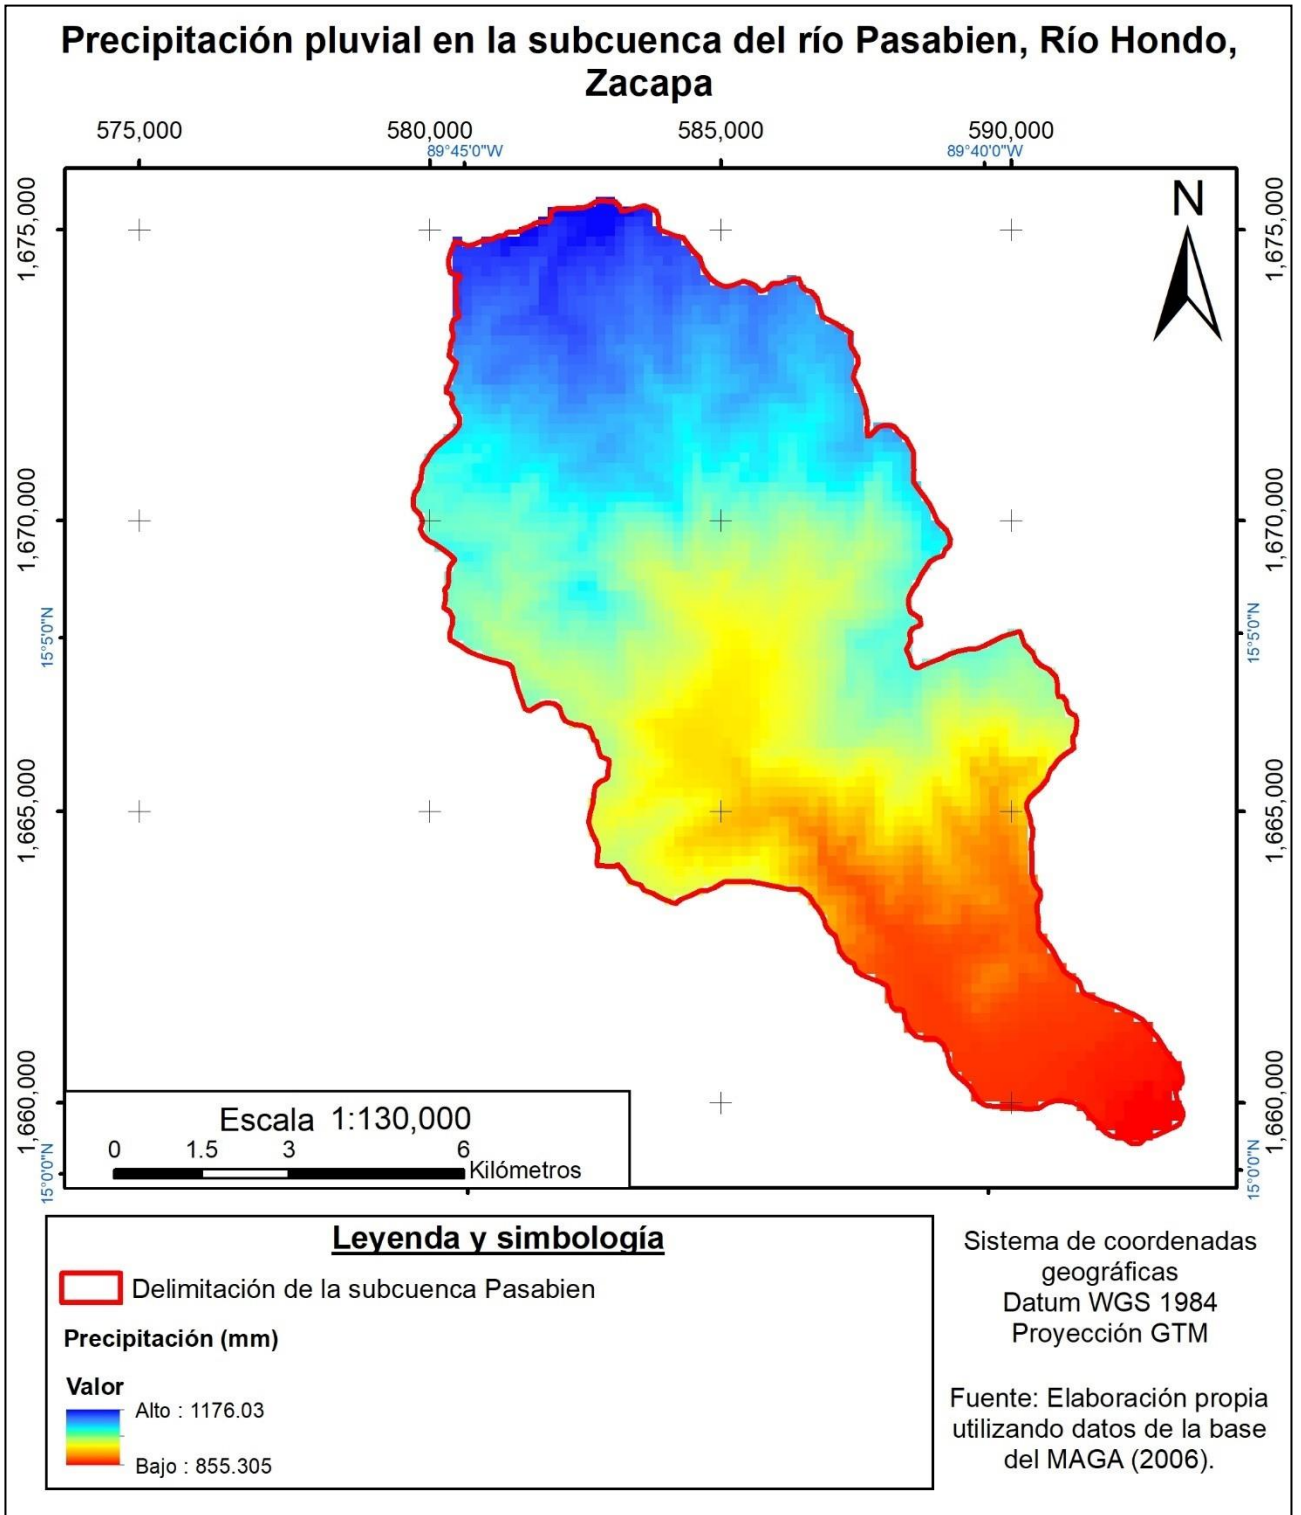 Precipitación pluvial en la subcuenca del río Pasabien, Río Hondo,
Zacapa
575,000 580,000 585,000 590,000
89°45'0"W 89°40'0"W
N
1,675,000 1,675,000
1,670,000 1,670,000
15°5'0"N 15°5'0"N
1,665,000 1,665,000
1,660,000 1,660,000
15°0'0"N 15°0'0"N
Escala 1:130,000
0 1.5 3 6
Kilómetros
Leyenda y simbología
Delimitación de la subcuenca Pasabien
Precipitación (mm)
Valor
Alto : 1176.03
Bajo : 855.305
Sistema de coordenadas
geográficas
Datum WGS 1984
Proyección GTM
Fuente: Elaboración propia
utilizando datos de la base
del MAGA (2006).